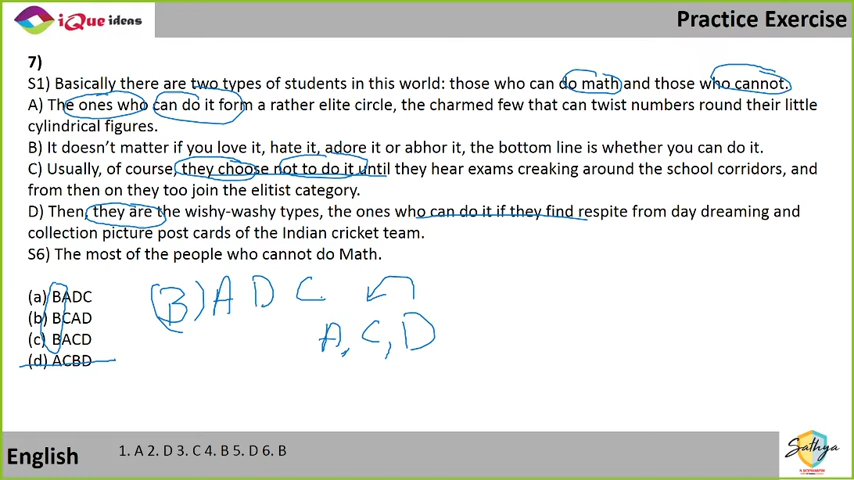 iQue ideas
Practice Exercise
7)
S1) Basically there are two types of students in this world: those who can do math and those who cannot.
A) The ones who can do it form a rather elite circle, the charmed few that can twist numbers round their little
cylindrical figures.
B) It doesn't matter if you love it, hate it, adore it or abhor it, the bottom line is whether you can do it.
C) Usually, of course, they choose not to do it until they hear exams creaking around the school corridors, and
from then on they too join the elitist category.
D) Then, they are the wishy-washy types, the ones who can do it if they find respite from day dreaming and
collection picture post cards of the Indian cricket team.
S6) The most of the people who cannot do Math.
(a) BADC
(b) BCAD
(c) BACD
(d) ACBD
(B) A D C
A, C, D
English
1. A 2. D 3. C 4. B 5. D 6. B
Sathya